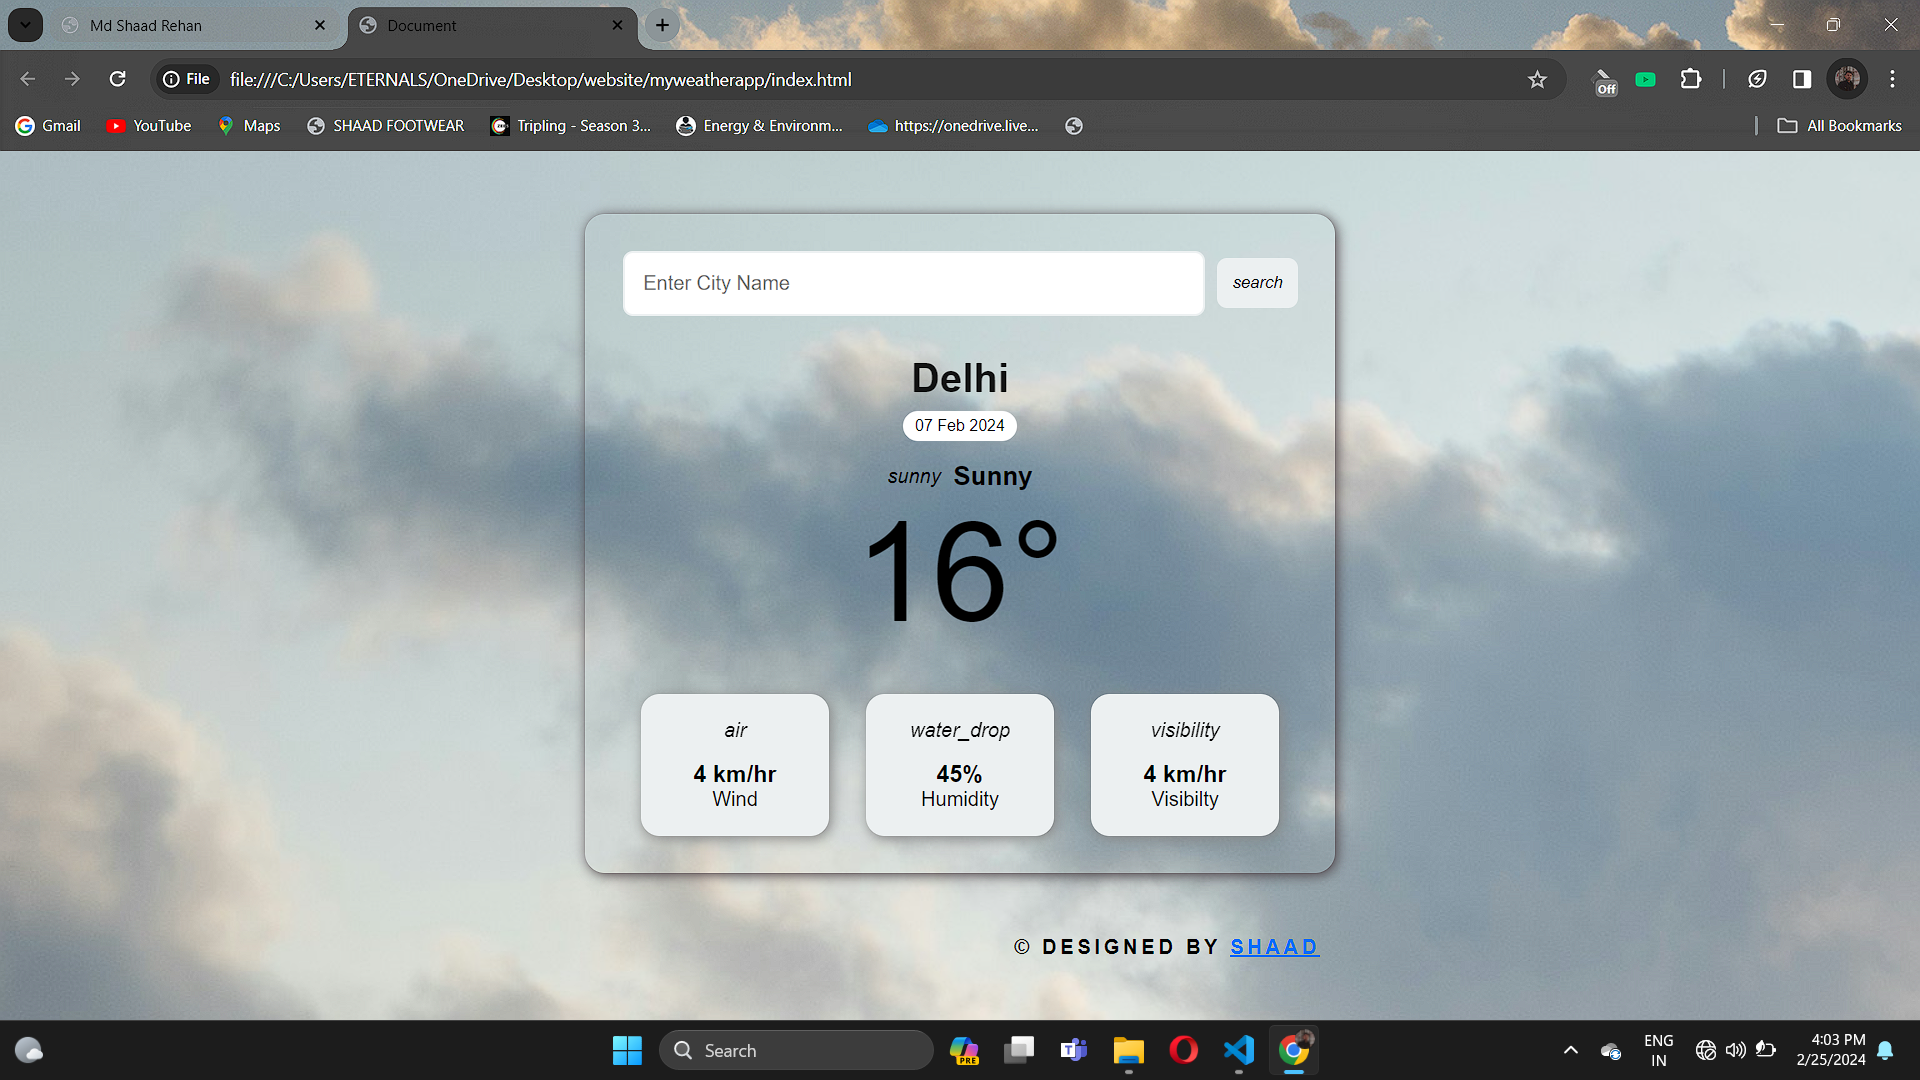 Md Shaad Rehan
Document
File
file:///C:/Users/ETERNALS/OneDrive/Desktop/website/myweatherapp/index.html
Off
Gmail
YouTube
Maps
SHAAD FOOTWEAR
Tripling - Season 3...
Energy & Environm...
https://onedrive.live...
All Bookmarks
Enter City Name
search
Delhi
07 Feb 2024
sunny Sunny
16°
air
4 km/hr
Wind
water_drop
45%
Humidity
visibility
4 km/hr
Visibilty
© DESIGNED BY SHAAD
Search
PRE
ENG
IN
4:03 PM
2/25/2024